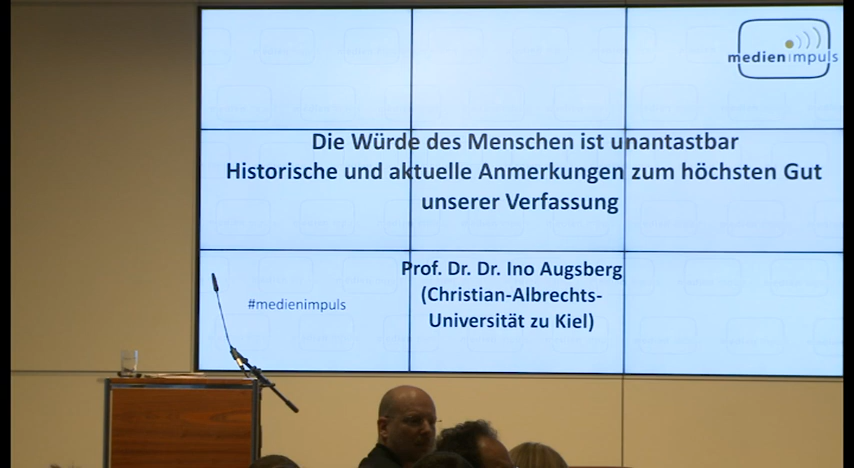 medienimpuls
Die Würde des Menschen ist unantastbar
Historische und aktuelle Anmerkungen zum höchsten Gut
unserer Verfassung
Prof. Dr. Dr. Ino Augsberg
(Christian-Albrechts-
Universität zu Kiel)
#medienimpuls